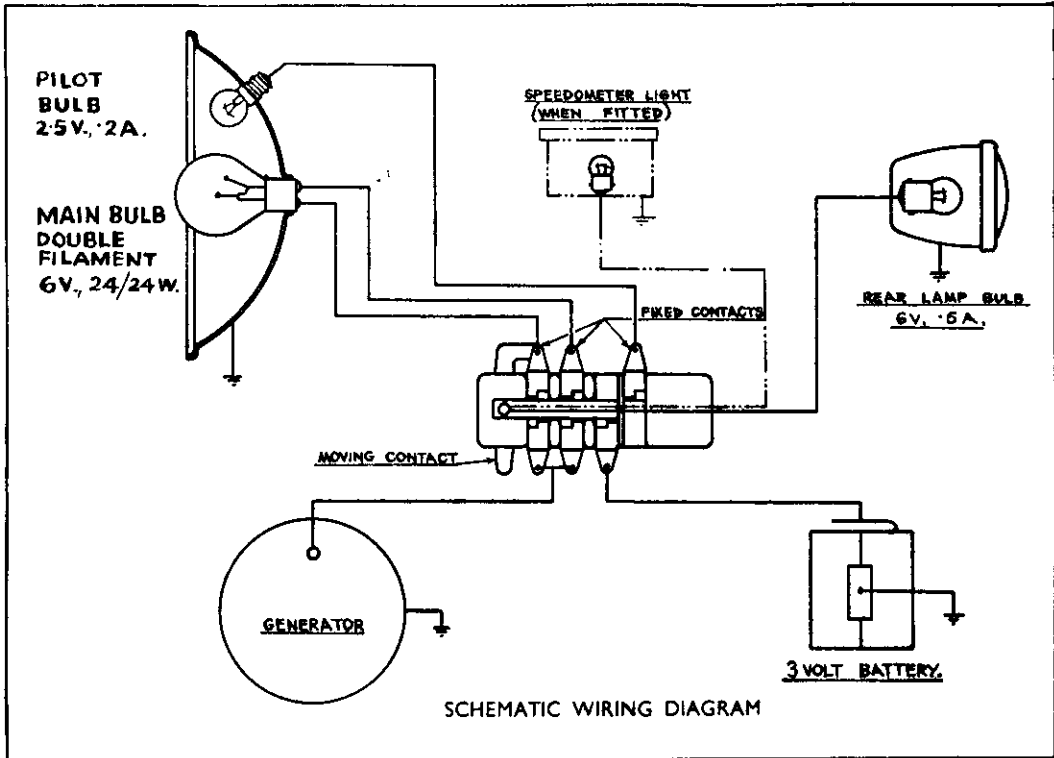 PILOT
BULB
2·5V., ·2A.
MAIN BULB
DOUBLE
FILAMENT
6V., 24/24W.
SPEEDOMETER LIGHT
(WHEN FITTED)
REAR LAMP BULB
6V, ·5A.
FIXED CONTACTS
MOVING CONTACT
GENERATOR
3 VOLT BATTERY.
SCHEMATIC WIRING DIAGRAM